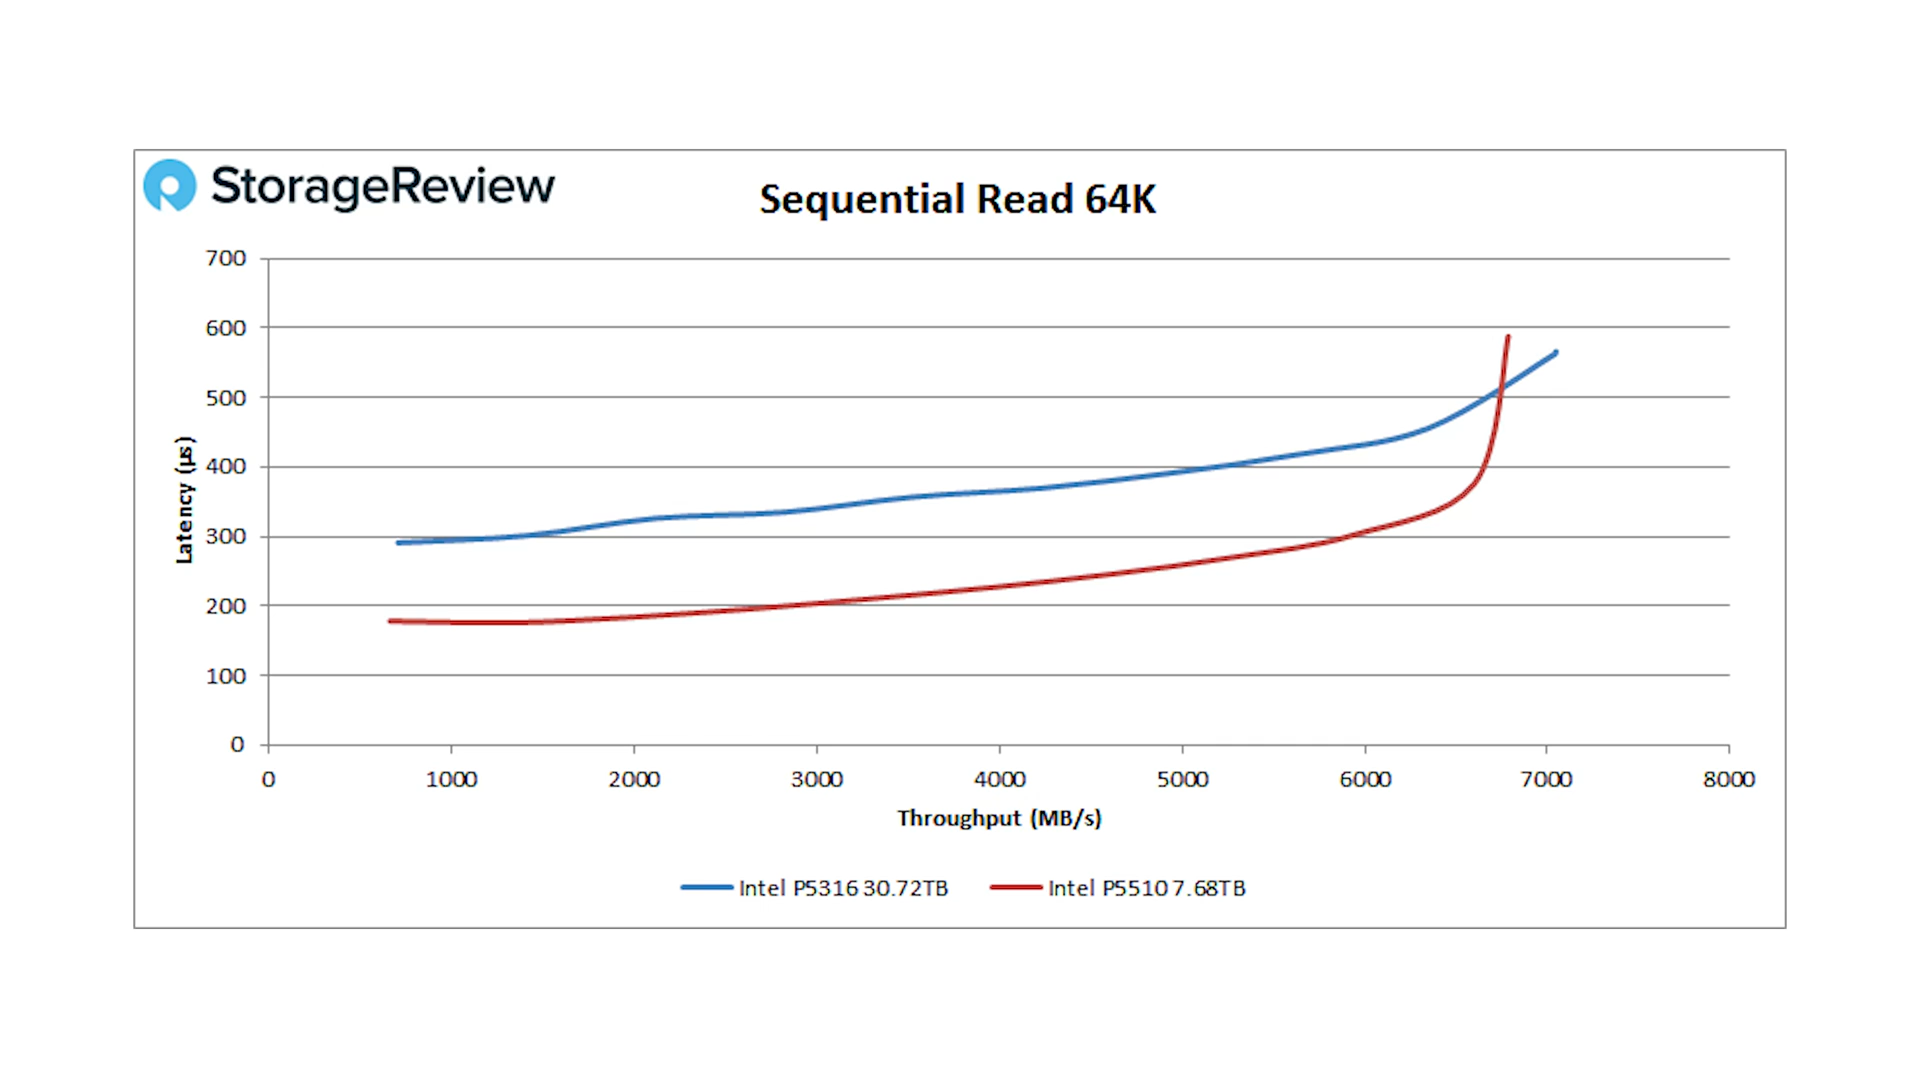 StorageReview
Sequential Read 64K
700
600
500
400
300
200
100
0
Latency (µs)
0 1000 2000 3000 4000 5000 6000 7000 8000
Throughput (MB/s)
Intel P5316 30.72TB Intel P5510 7.68TB